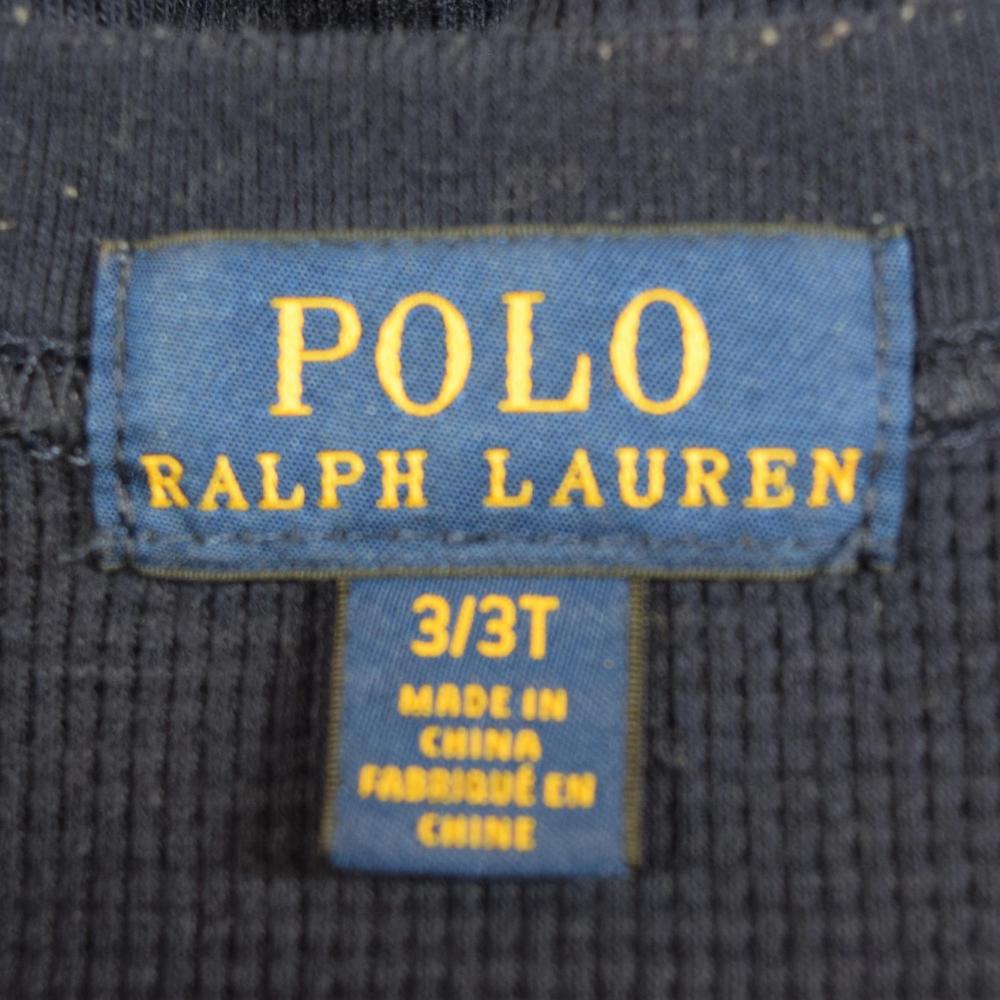 POLO
RALPH LAUREN
3/3T
MADE IN
CHINA
FABRIQUÉ EN
CHINE